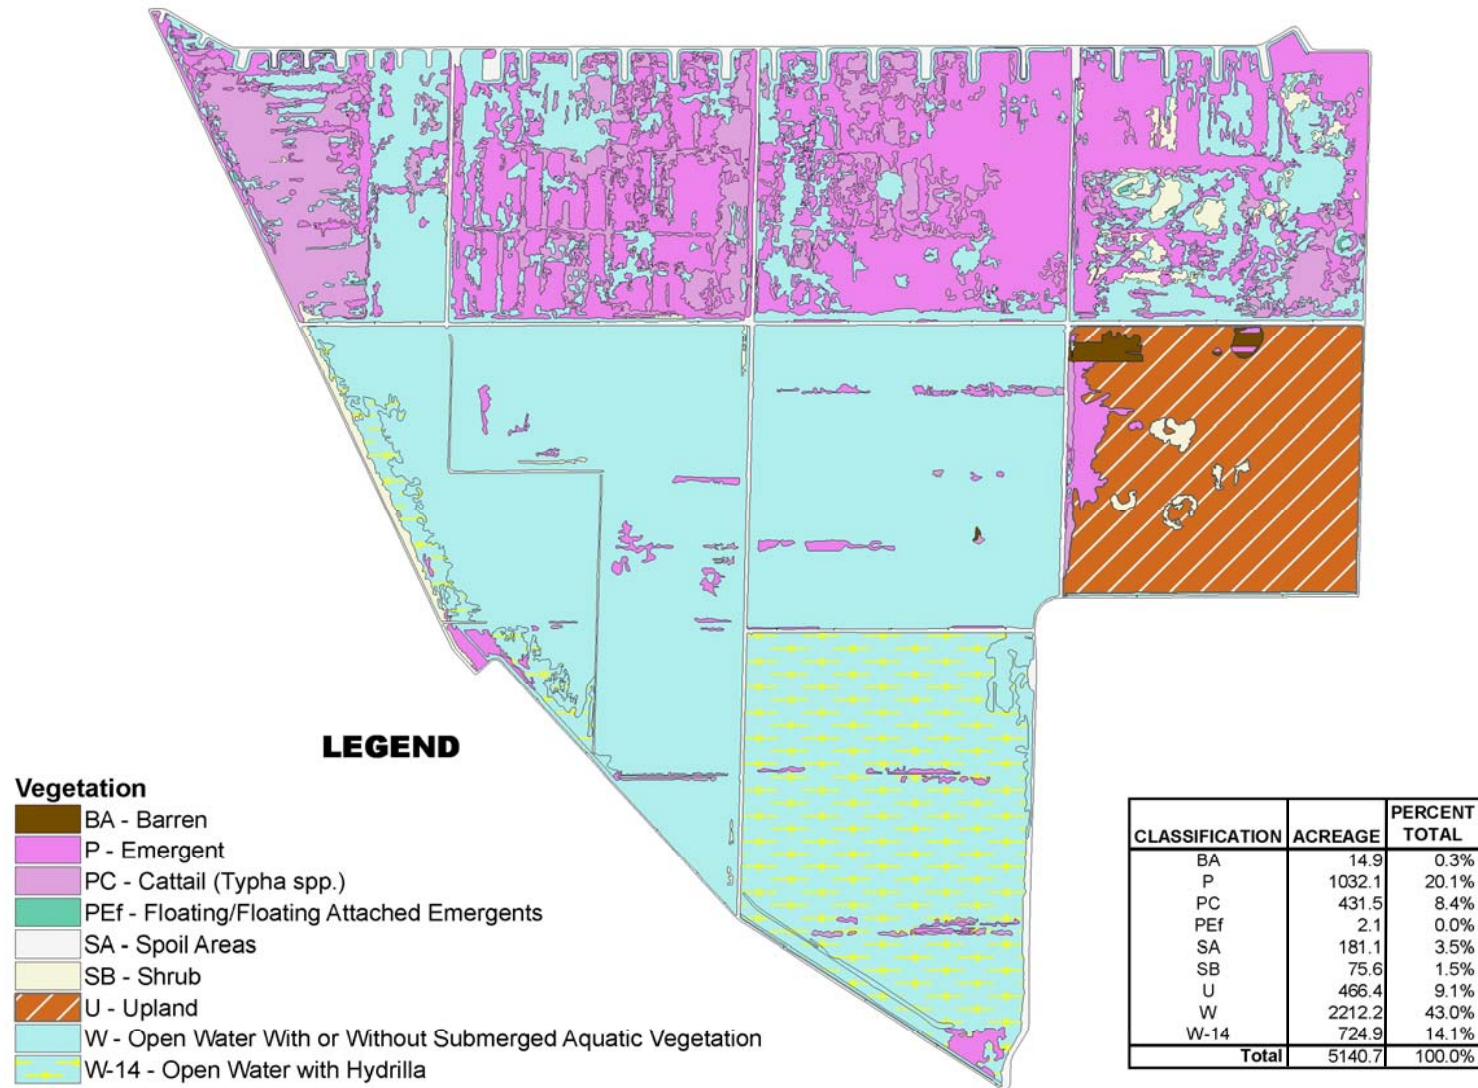 LEGEND
Vegetation
BA - Barren
P - Emergent
PC - Cattail (Typha spp.)
PEf - Floating/Floating Attached Emergents
SA - Spoil Areas
SB - Shrub
U - Upland
W - Open Water With or Without Submerged Aquatic Vegetation
W-14 - Open Water with Hydrilla
CLASSIFICATION ACREAGE PERCENT TOTAL
BA 14.9 0.3%
P 1032.1 20.1%
PC 431.5 8.4%
PEf 2.1 0.0%
SA 181.1 3.5%
SB 75.6 1.5%
U 466.4 9.1%
W 2212.2 43.0%
W-14 724.9 14.1%
Total 5140.7 100.0%